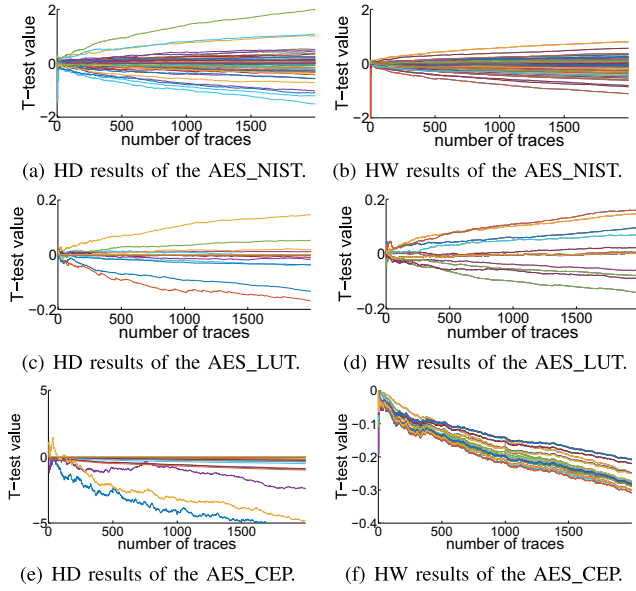 2
T-test value
0
-2
500 1000 1500
number of traces
(a) HD results of the AES_NIST.
2
T-test value
0
-2
500 1000 1500
number of traces
(b) HW results of the AES_NIST.
0.2
T-test value
0
-0.2
0 500 1000 1500
number of traces
(c) HD results of the AES_LUT.
0.2
T-test value
0
0.2
0 500 1000 1500
number of traces
(d) HW results of the AES_LUT.
5
T-test value
0
-5
0 500 1000 1500
number of traces
(e) HD results of the AES_CEP.
0
-0.1
T-test value
-0.2
-0.3
-0.4
0 500 1000 1500
number of traces
(f) HW results of the AES_CEP.